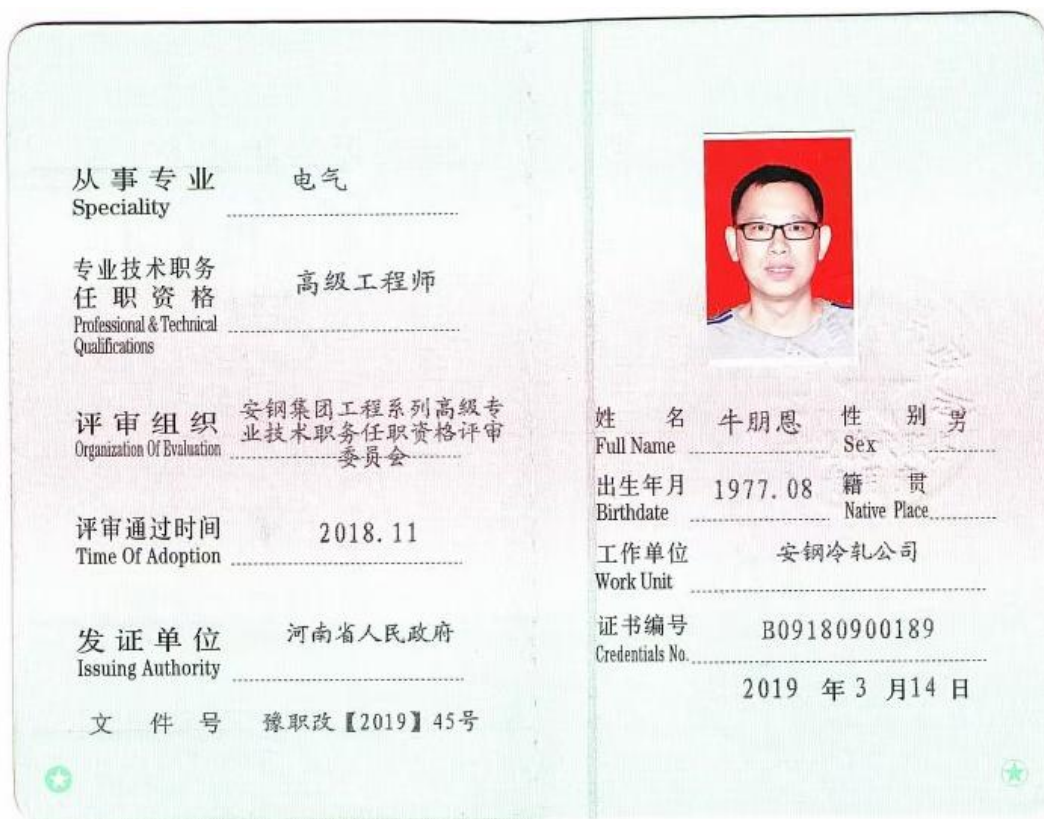 从事专业 电气
Speciality
专业技术职务
任职资格 高级工程师
Professional & Technical
Qualifications
评审组织 安钢集团工程系列高级专
业技术职务任职资格评审
委员会
Organization Of Evaluation
评审通过时间 2018.11
Time Of Adoption
发证单位 河南省人民政府
Issuing Authority
文件号 豫职改【2019】45号
姓名 牛朋恩 性别 男
Full Name Sex
出生年月 1977.08 籍贯
Birthdate Native Place
工作单位 安钢冷轧公司
Work Unit
证书编号 B09180900189
Credentials No.
2019 年 3 月 14 日